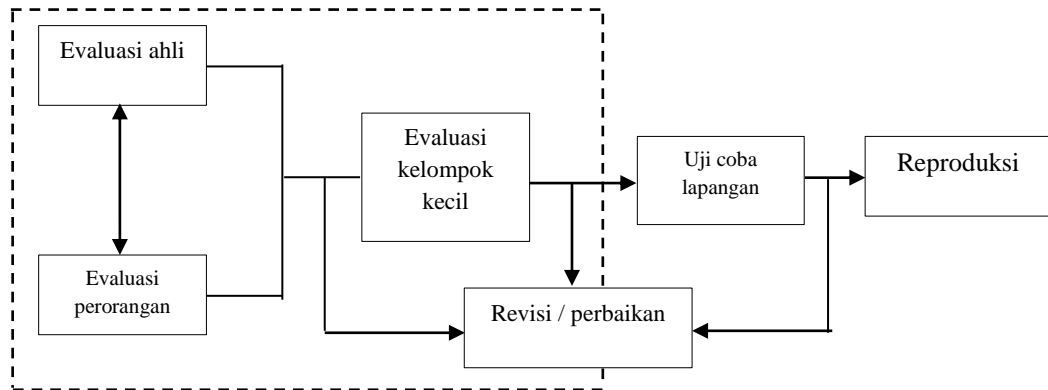 Evaluasi ahli
Evaluasi
perorangan
Evaluasi
kelompok
kecil
Uji coba
lapangan
Reproduksi
Revisi / perbaikan